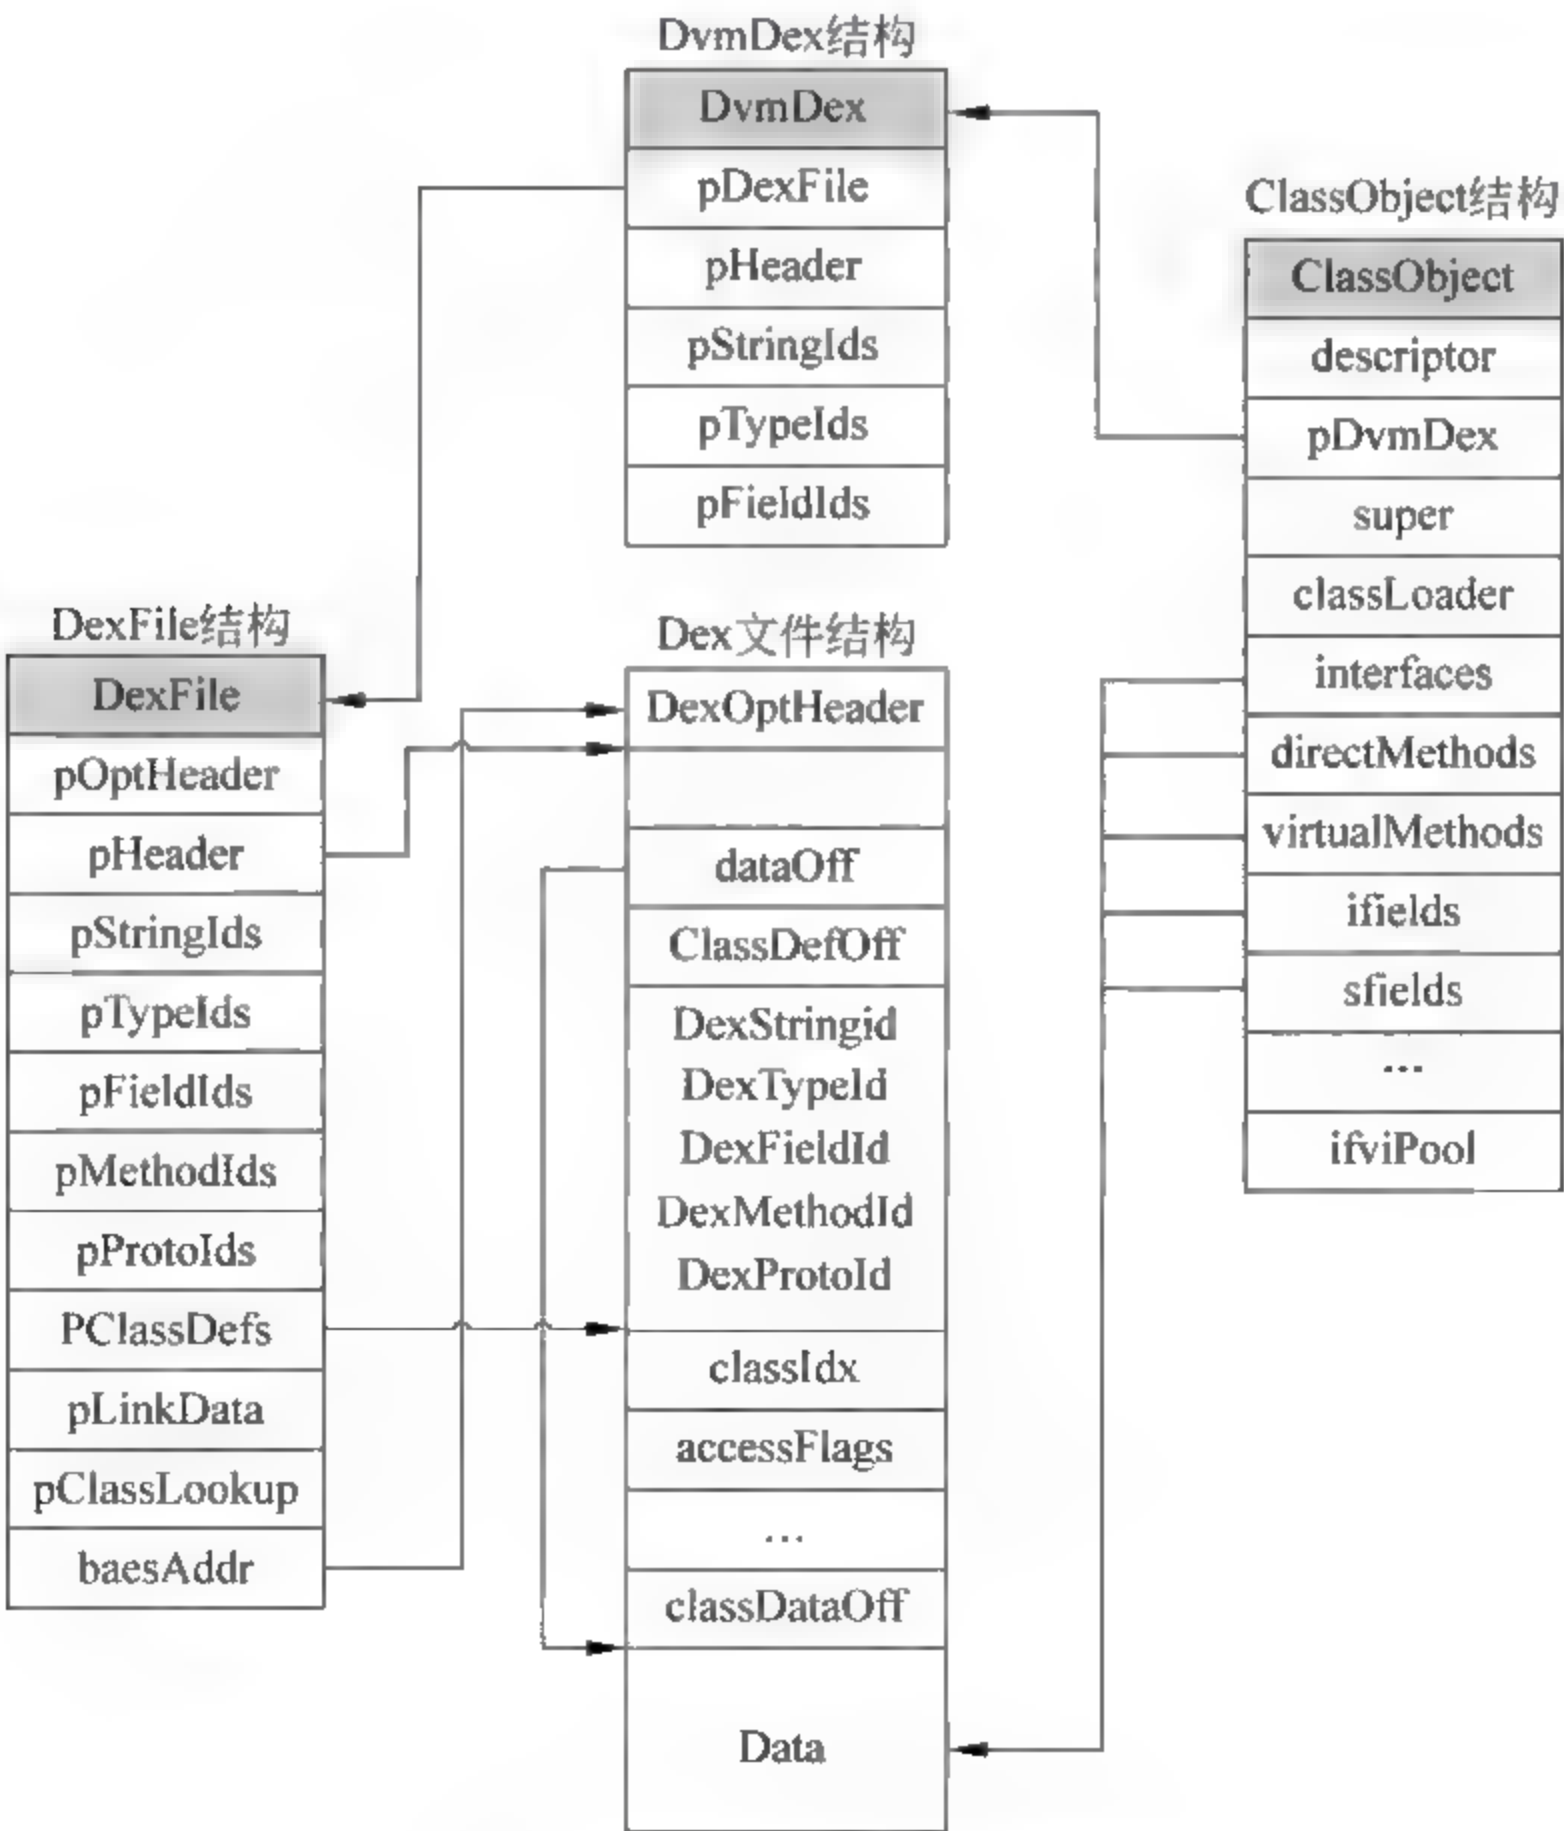 DvmDex结构
DvmDex
pDexFile
pHeader
pStringIds
pTypeIds
pFieldIds
ClassObject结构
ClassObject
descriptor
pDvmDex
super
classLoader
interfaces
directMethods
virtualMethods
ifields
sfields
...
ifviPool
DexFile结构
DexFile
pOptHeader
pHeader
pStringIds
pTypeIds
pFieldIds
pMethodIds
pProtoIds
PClassDefs
pLinkData
pClassLookup
baesAddr
Dex文件结构
DexOptHeader
dataOff
ClassDefOff
DexStringid
DexTypeId
DexFieldId
DexMethodId
DexProtoId
classIdx
accessFlags
...
classDataOff
Data